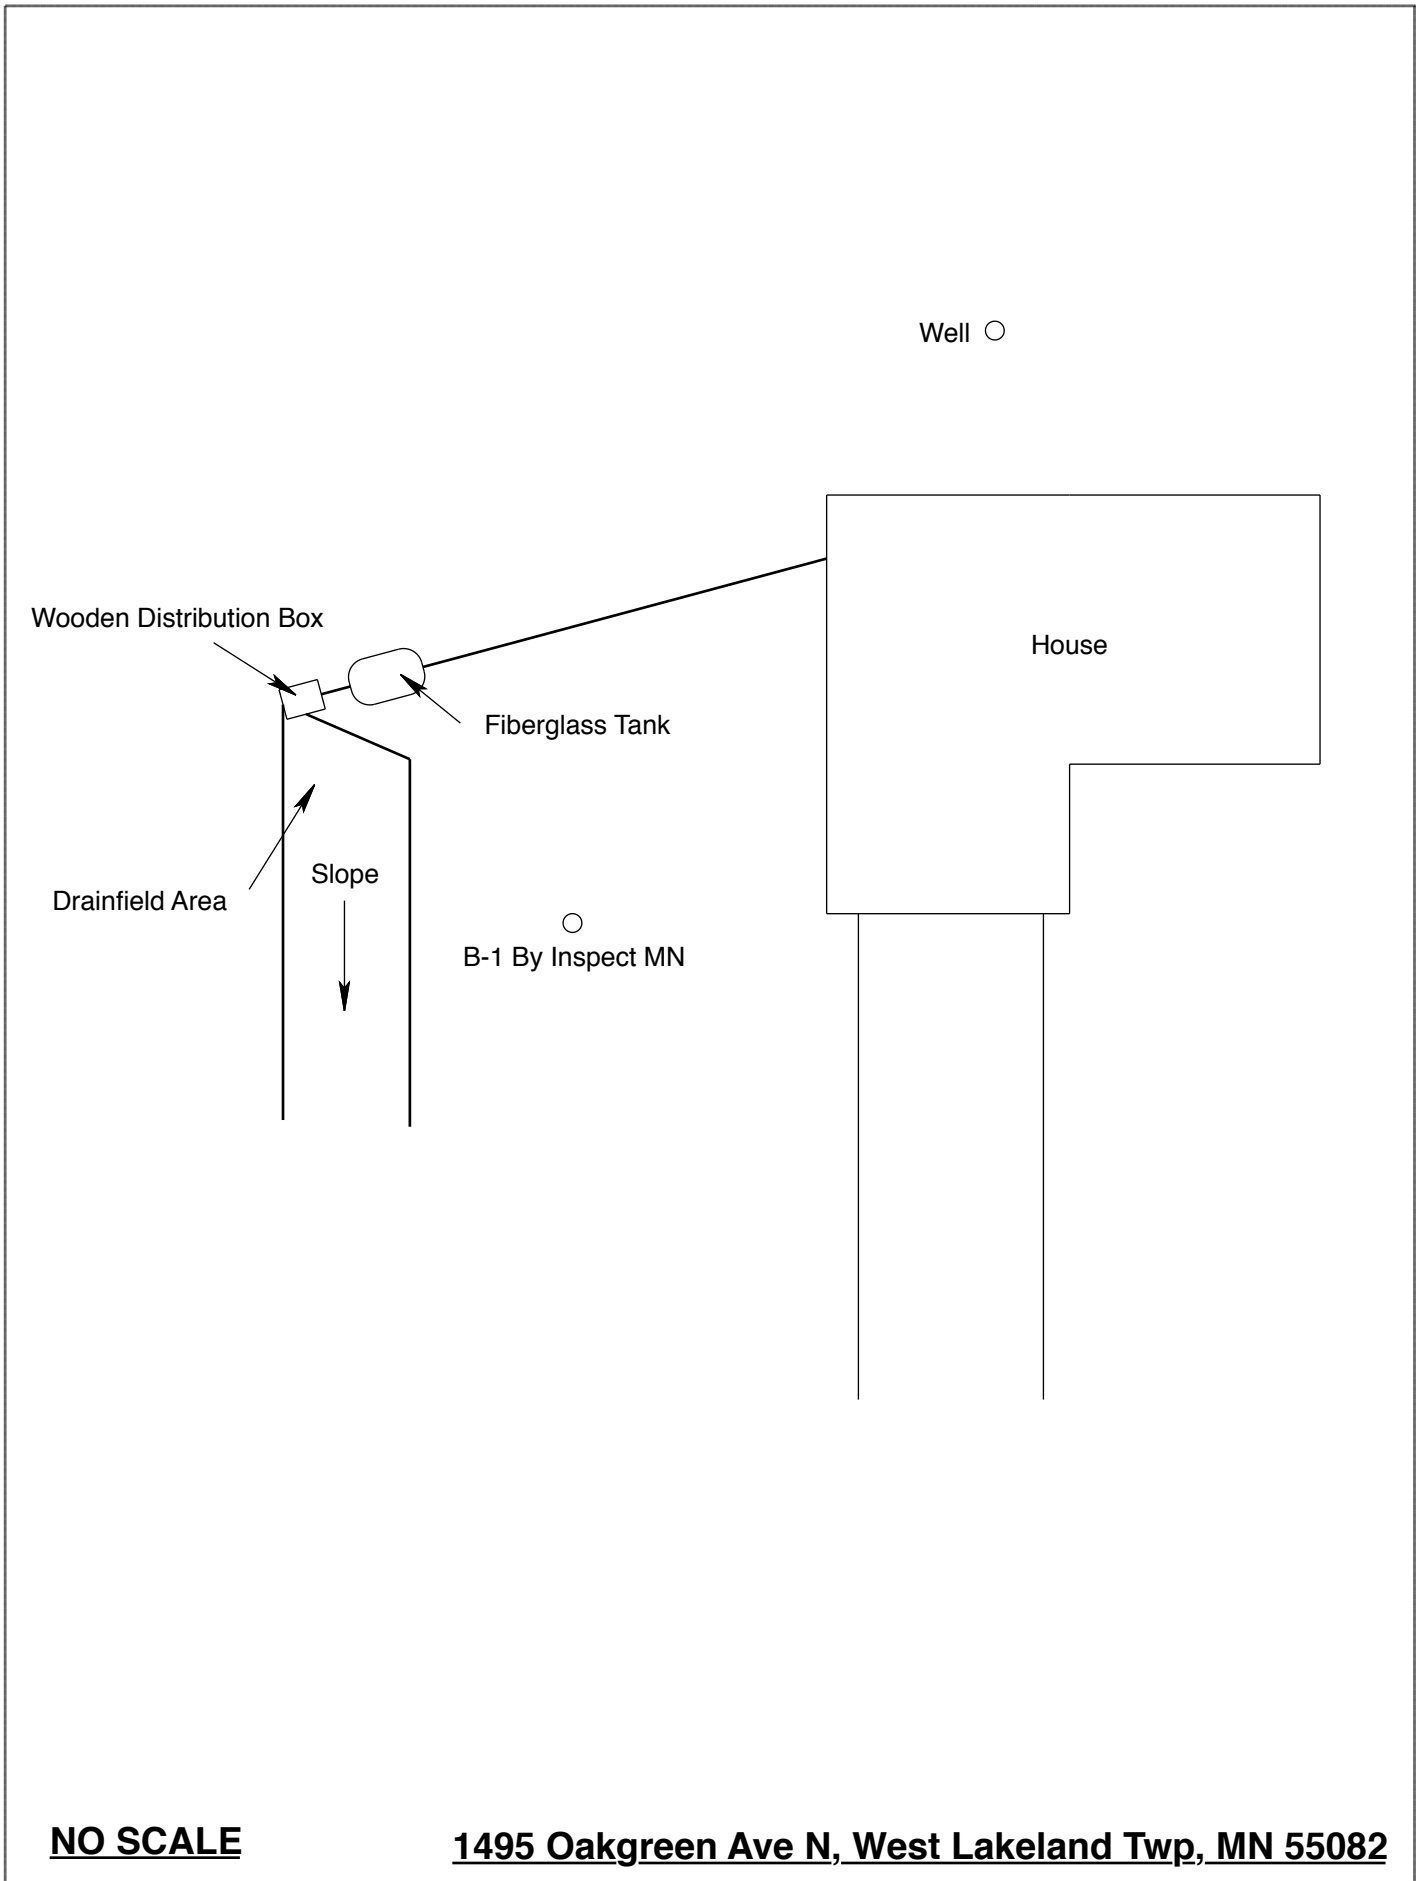 Well
Wooden Distribution Box
House
Fiberglass Tank
Slope
Drainfield Area
B-1 By Inspect MN
NO SCALE
1495 Oakgreen Ave N, West Lakeland Twp, MN 55082